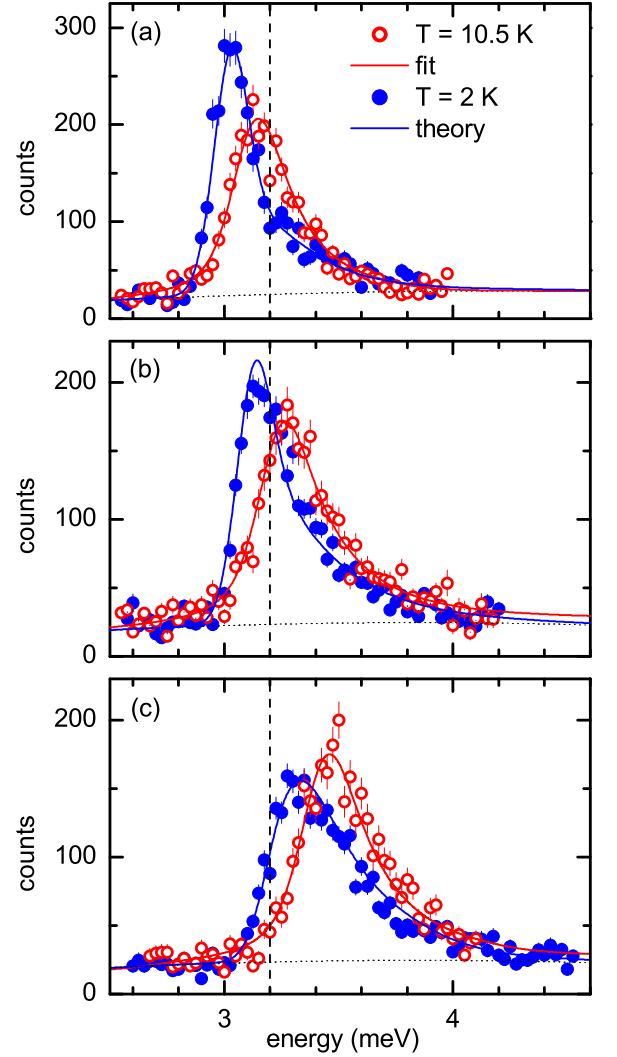 (a)
T = 10.5 K
fit
T = 2 K
theory
300
200
100
0
counts
(b)
200
100
0
counts
(c)
200
100
0
counts
3
4
energy (meV)